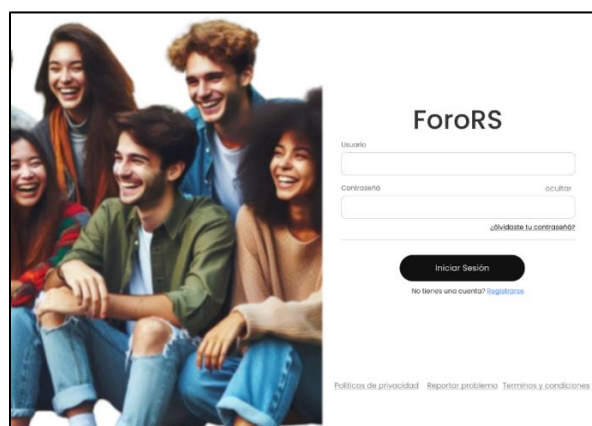 ForoRS
Usuario
Contraseña ocultar
¿olvidaste tu contraseña?
Iniciar Sesión
No tienes una cuenta? Registrarse
Politicas de privacidad Reportar problema Terminos y condiciones